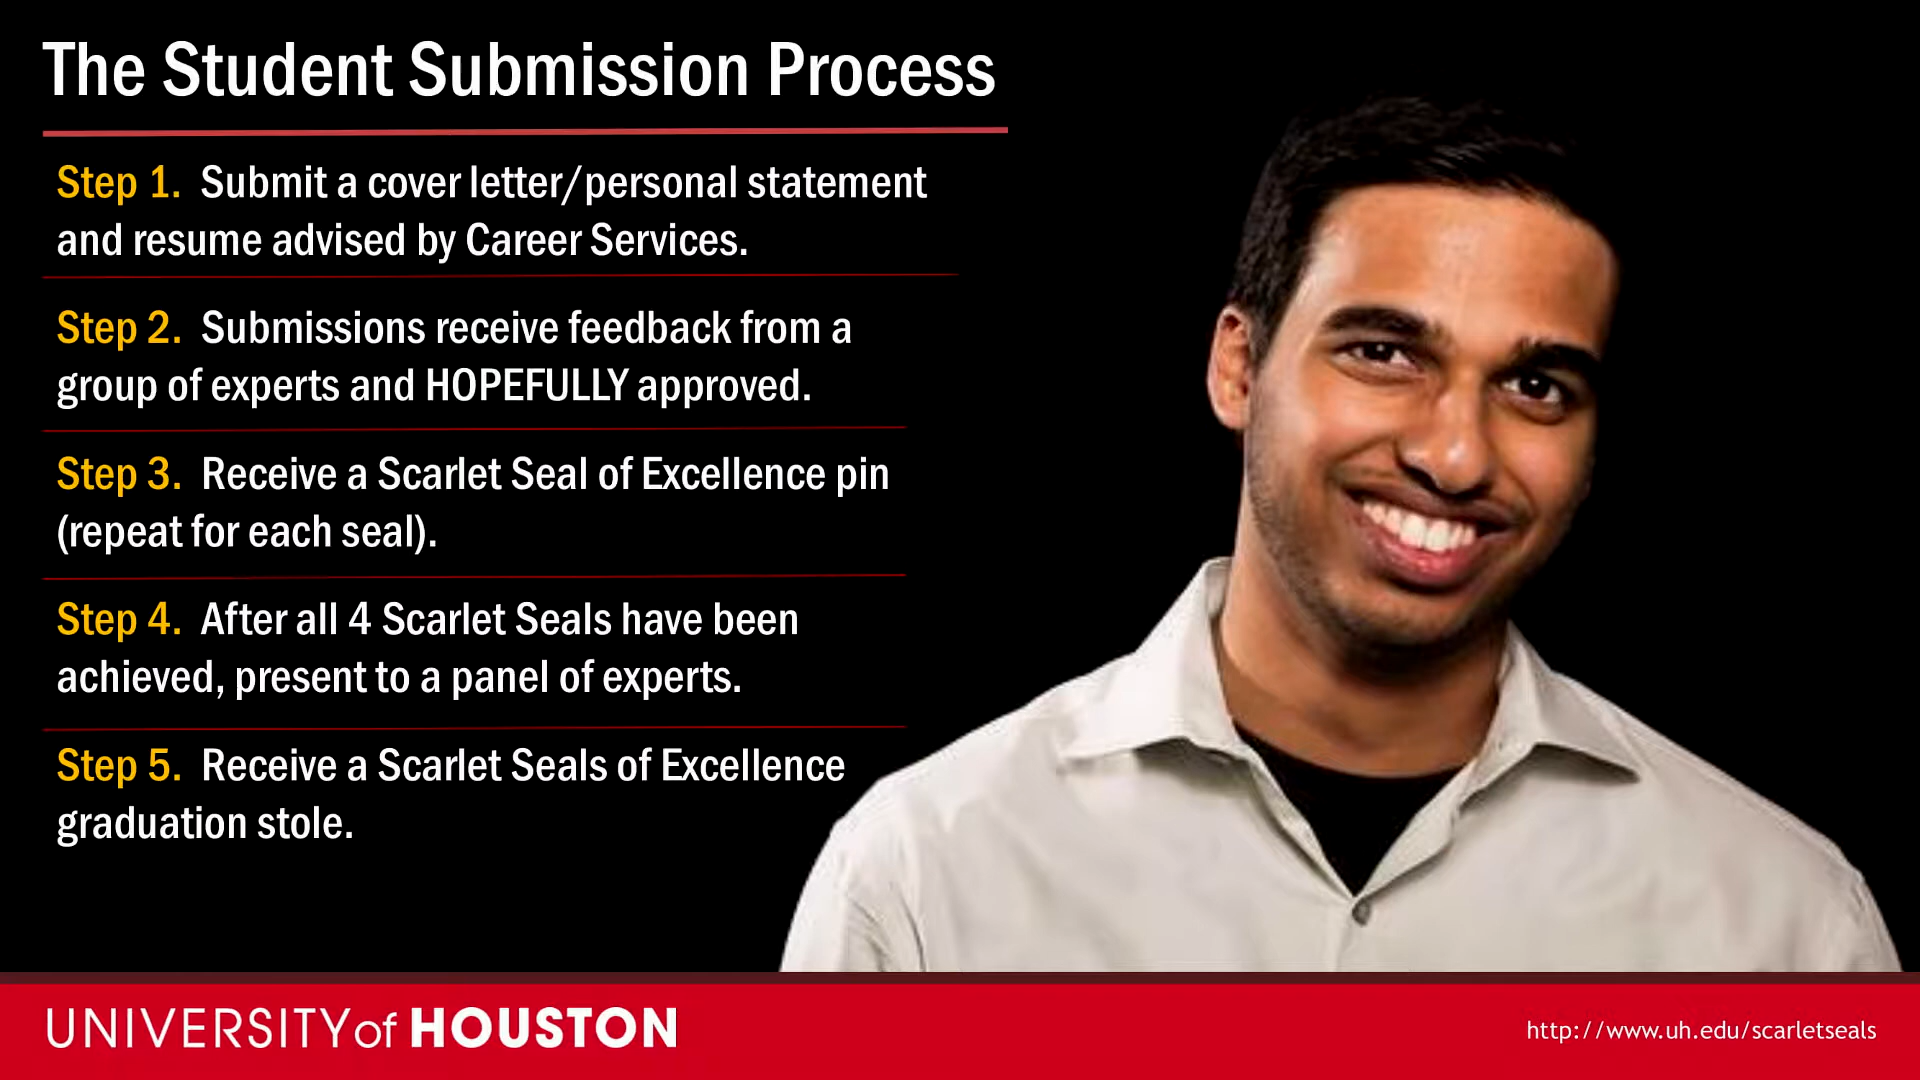 The Student Submission Process
Step 1.  Submit a cover letter/personal statement
and resume advised by Career Services.
Step 2.  Submissions receive feedback from a
group of experts and HOPEFULLY approved.
Step 3.  Receive a Scarlet Seal of Excellence pin
(repeat for each seal).
Step 4.  After all 4 Scarlet Seals have been
achieved, present to a panel of experts.
Step 5.  Receive a Scarlet Seals of Excellence
graduation stole.
UNIVERSITY of HOUSTON
http://www.uh.edu/scarletseals